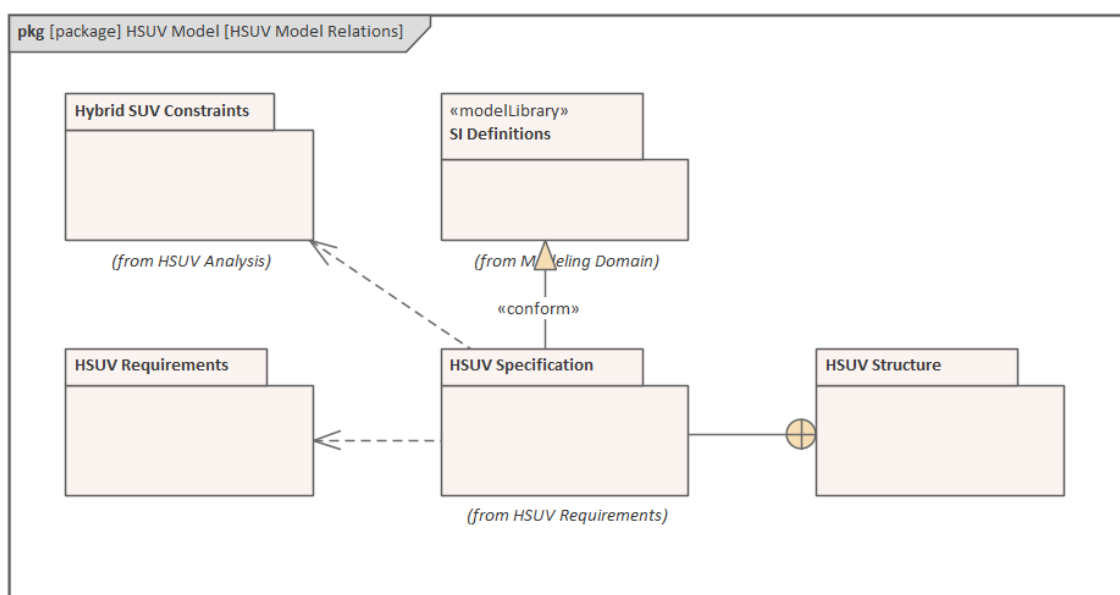 pkg [package] HSUV Model [HSUV Model Relations]
Hybrid SUV Constraints
«modelLibrary»
SI Definitions
(from HSUV Analysis)
(from Modeling Domain)
«conform»
HSUV Requirements
HSUV Specification
HSUV Structure
(from HSUV Requirements)